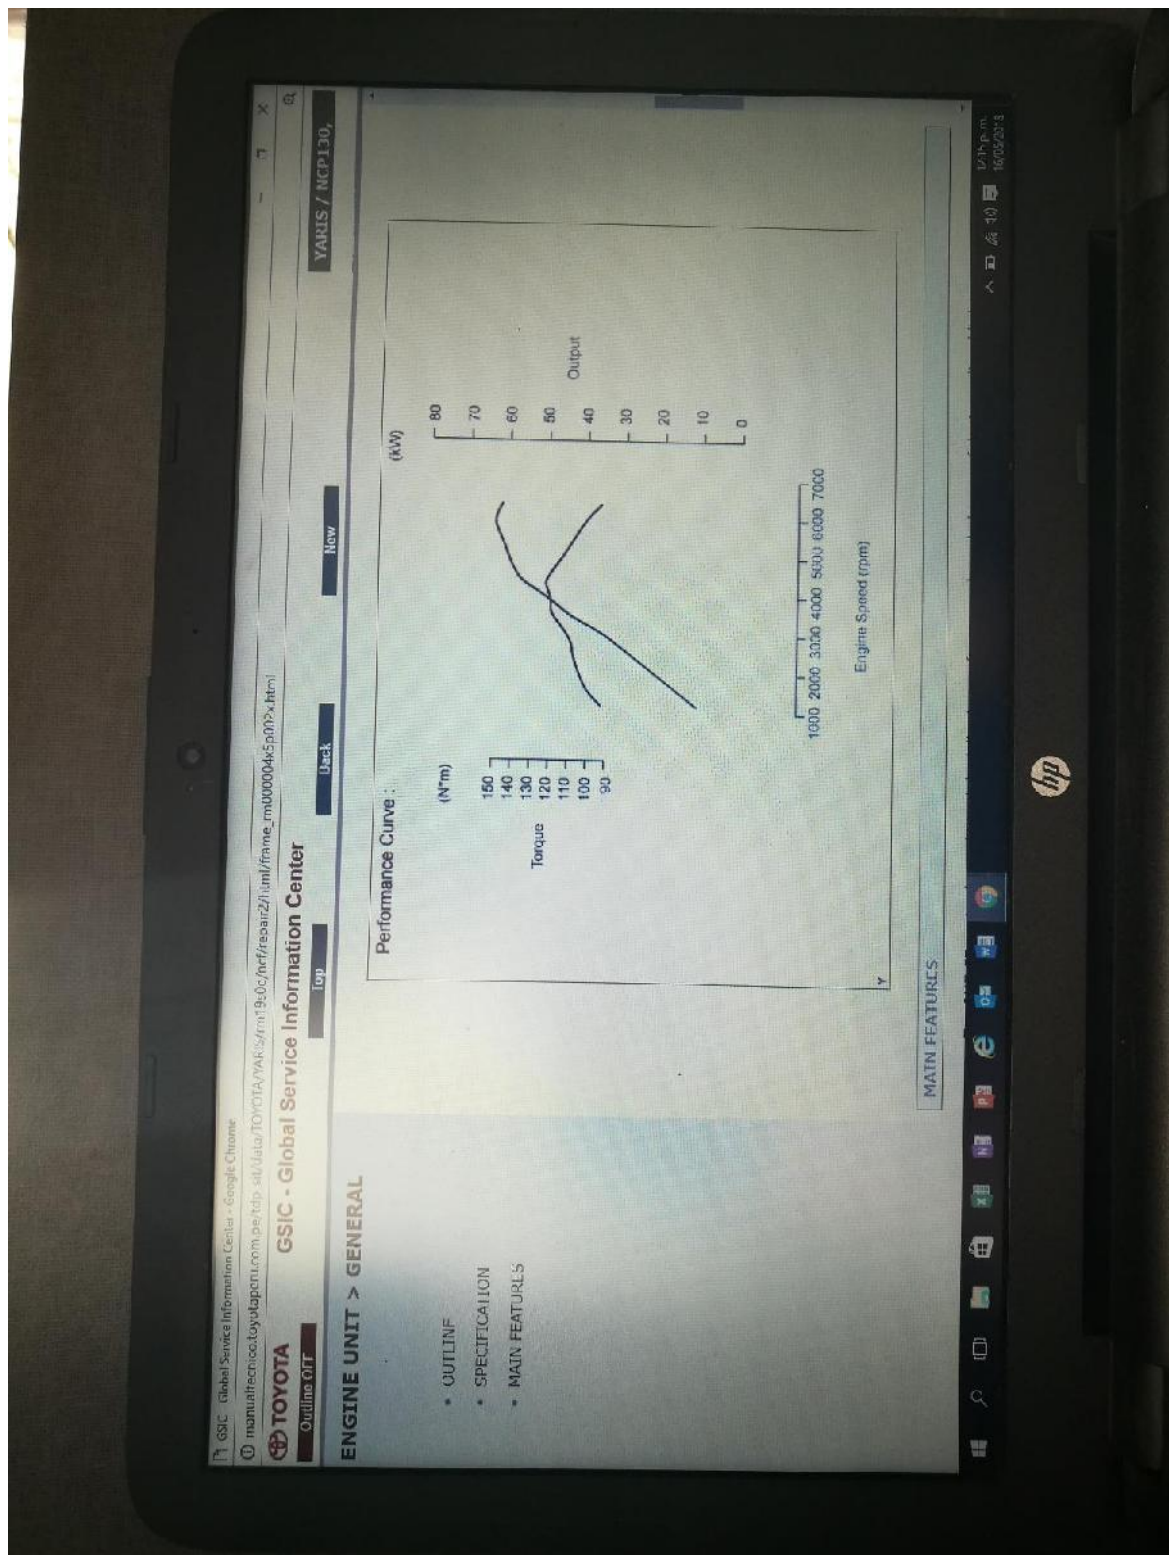 GSIC - Global Service Information Center - Google Chrome
TOYOTA
GSIC - Global Service Information Center
Outline Off
Top
Back
New
YARIS / NCP130,
ENGINE UNIT > GENERAL
• OUTLINE
• SPECIFICATION
• MAIN FEATURES
Performance Curve :
(N*m)
150
140
130
120
110
100
90
Torque
(kW)
80
70
60
50
40
30
20
10
0
Output
1000 2000 3000 4000 5000 6000 7000
Engine Speed (rpm)
Y
MAIN FEATURES
16/05/2018
hp